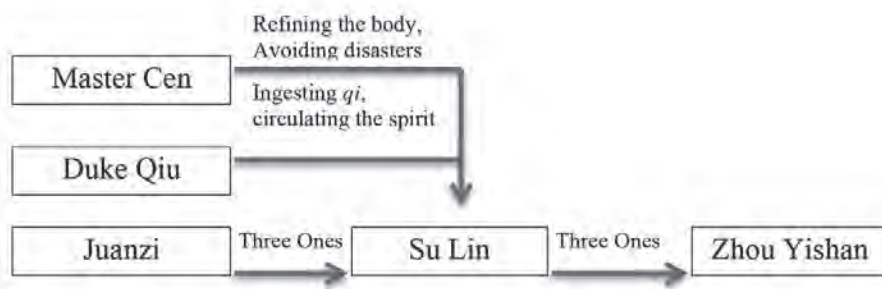 Refining the body,
Avoiding disasters
Master Cen
Ingesting qi,
circulating the spirit
Duke Qiu
Juanzi
Three Ones
Su Lin
Three Ones
Zhou Yishan